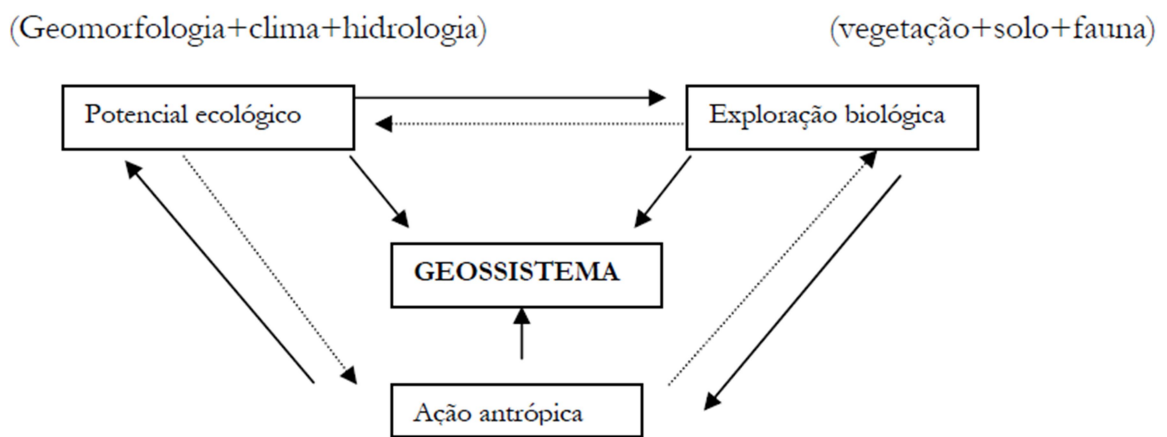 (Geomorfologia+clima+hidrologia)
(vegetação+solo+fauna)
Potencial ecológico
Exploração biológica
GEOSSISTEMA
Ação antrópica